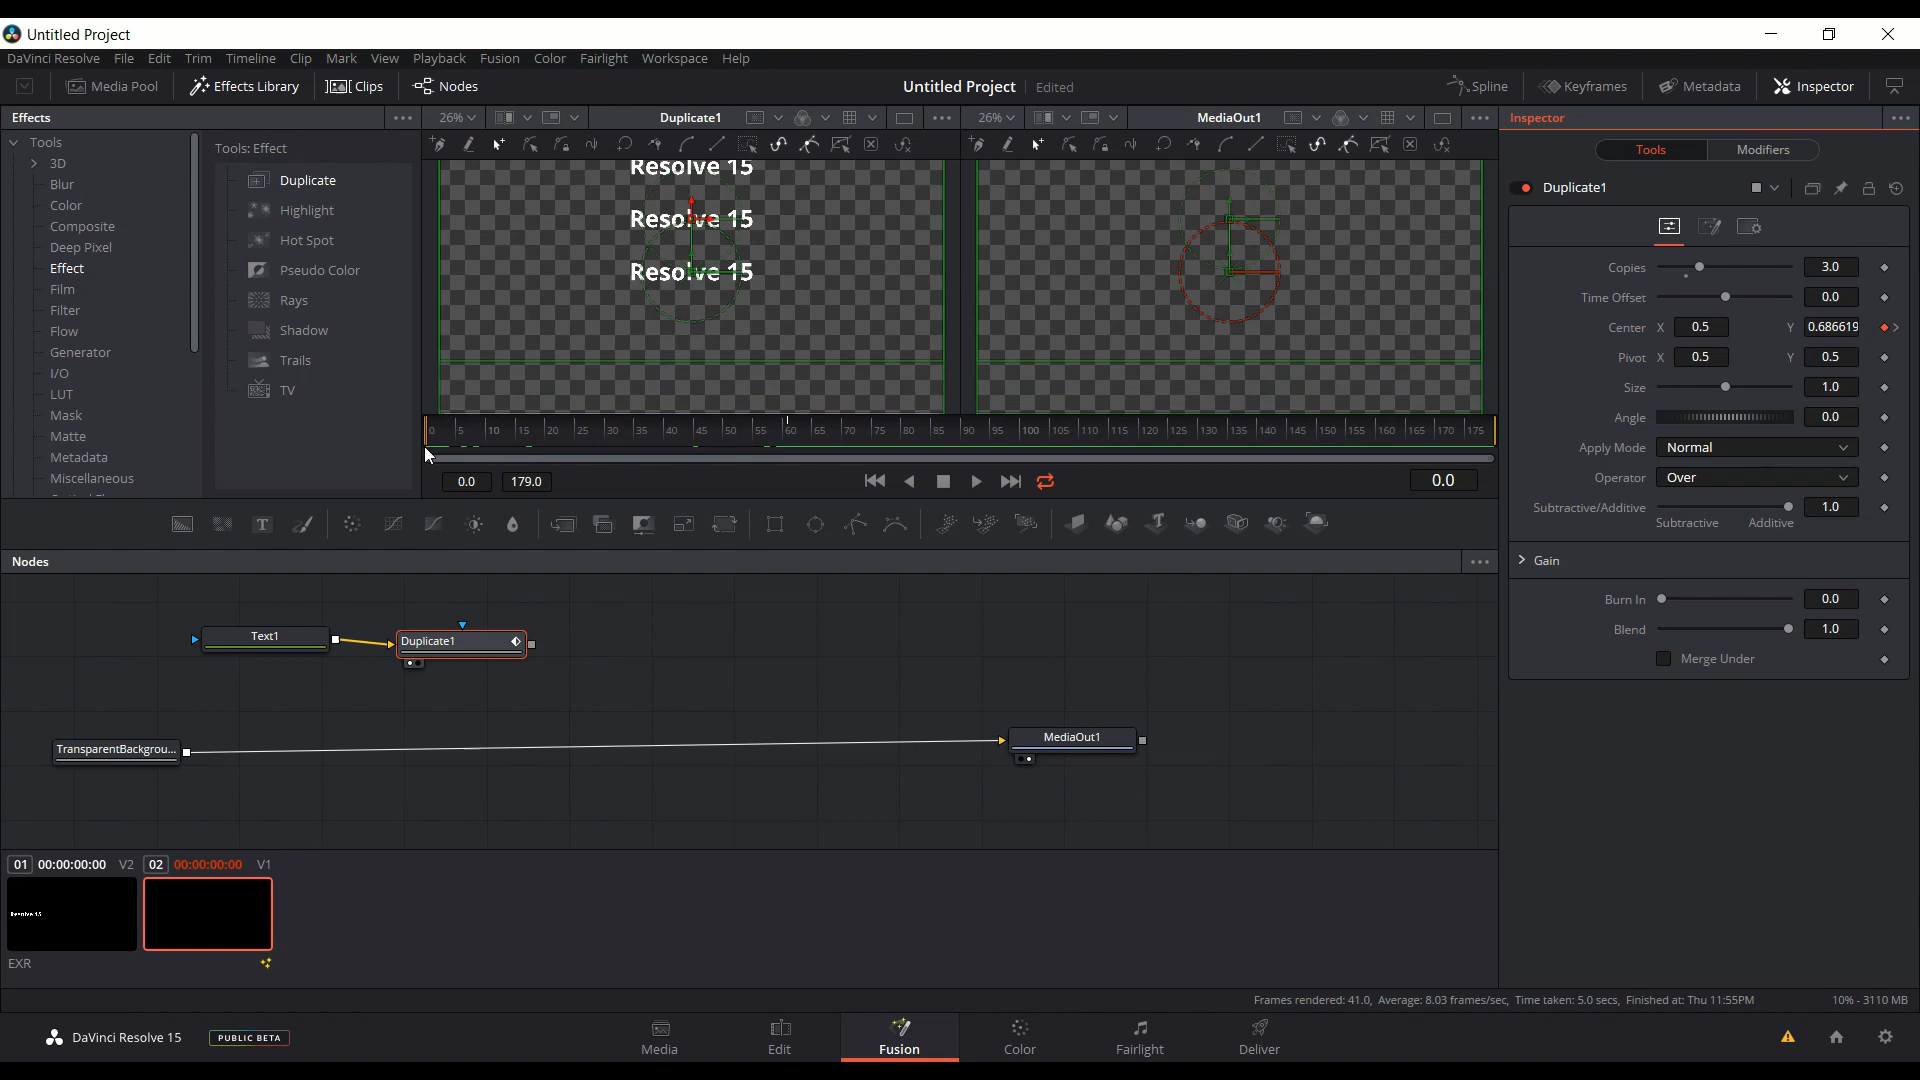 Untitled Project
DaVinci Resolve File Edit Trim Timeline Clip Mark View Playback Fusion Color Fairlight Workspace Help
Media Pool Effects Library Clips Nodes Untitled Project Edited Spline Keyframes Metadata Inspector
Effects
26% Duplicate1
26% MediaOut1
Inspector
Tools
3D
Blur
Color
Composite
Deep Pixel
Effect
Film
Filter
Flow
Generator
I/O
LUT
Mask
Matte
Metadata
Miscellaneous
Tools: Effect
Duplicate
Highlight
Hot Spot
Pseudo Color
Rays
Shadow
Trails
TV
Resolve 15
Resolve 15
Resolve 15
0 5 10 15 20 25 30 35 40 45 50 55 60 65 70 75 80 85 90 95 100 105 110 115 120 125 130 135 140 145 150 155 160 165 170 175
0.0 179.0 0.0
Tools Modifiers
Duplicate1
Copies 3.0
Time Offset 0.0
Center X 0.5 Y 0.686619
Pivot X 0.5 Y 0.5
Size 1.0
Angle 0.0
Apply Mode Normal
Operator Over
Subtractive/Additive 1.0
Subtractive Additive
Gain
Burn In 0.0
Blend 1.0
Merge Under
Nodes
Text1
Duplicate1
TransparentBackgrou...
MediaOut1
01 00:00:00:00 V2 02 00:00:00:00 V1
Resolve 15
EXR
Frames rendered: 41.0, Average: 8.03 frames/sec, Time taken: 5.0 secs, Finished at: Thu 11:55PM 10% - 3110 MB
DaVinci Resolve 15 PUBLIC BETA
Media Edit Fusion Color Fairlight Deliver